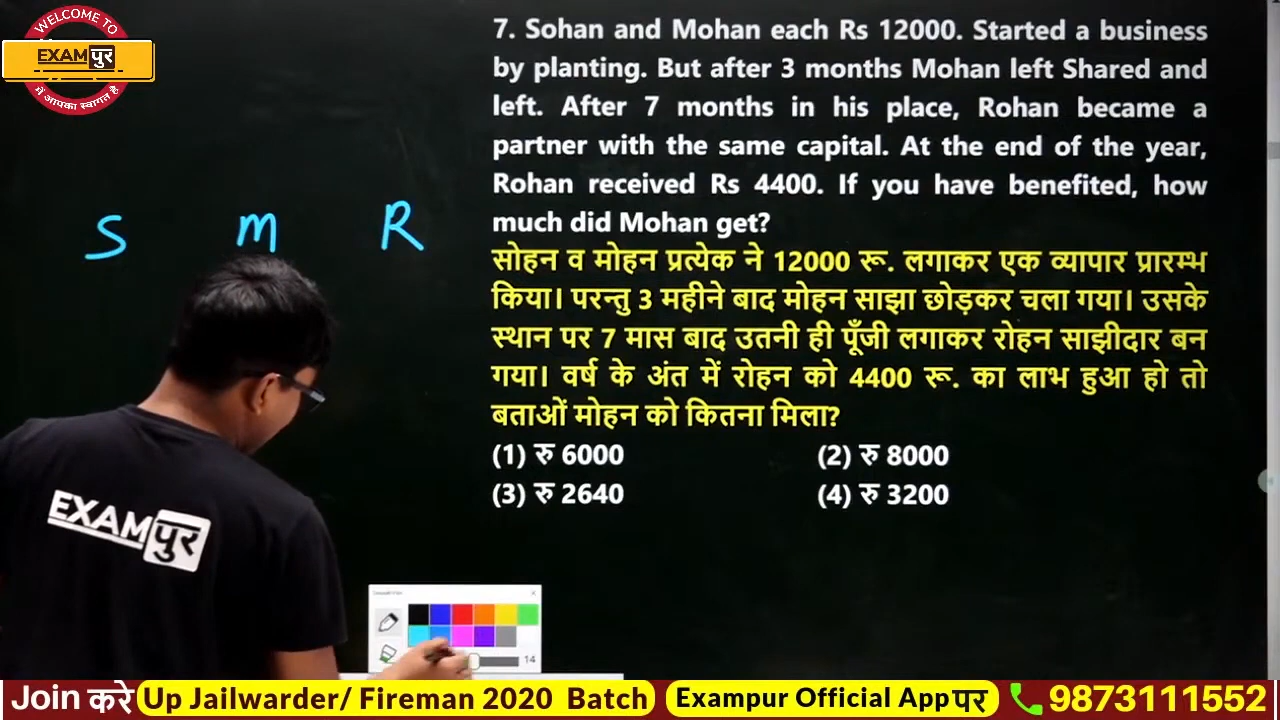 WELCOME TO
EXAMपुर
में आपका स्वागत है
7. Sohan and Mohan each Rs 12000. Started a business
by planting. But after 3 months Mohan left Shared and
left. After 7 months in his place, Rohan became a
partner with the same capital. At the end of the year,
Rohan received Rs 4400. If you have benefited, how
much did Mohan get?
सोहन व मोहन प्रत्येक ने 12000 रू. लगाकर एक व्यापार प्रारम्भ
किया। परन्तु 3 महीने बाद मोहन साझा छोड़कर चला गया। उसके
स्थान पर 7 मास बाद उतनी ही पूँजी लगाकर रोहन साझीदार बन
गया। वर्ष के अंत में रोहन को 4400 रू. का लाभ हुआ हो तो
बताओं मोहन को कितना मिला?
(1) रु 6000 (2) रु 8000
(3) रु 2640 (4) रु 3200
S M R
EXAMपुर
14
Join करे Up Jailwarder/ Fireman 2020 Batch Exampur Official App पर 9873111552